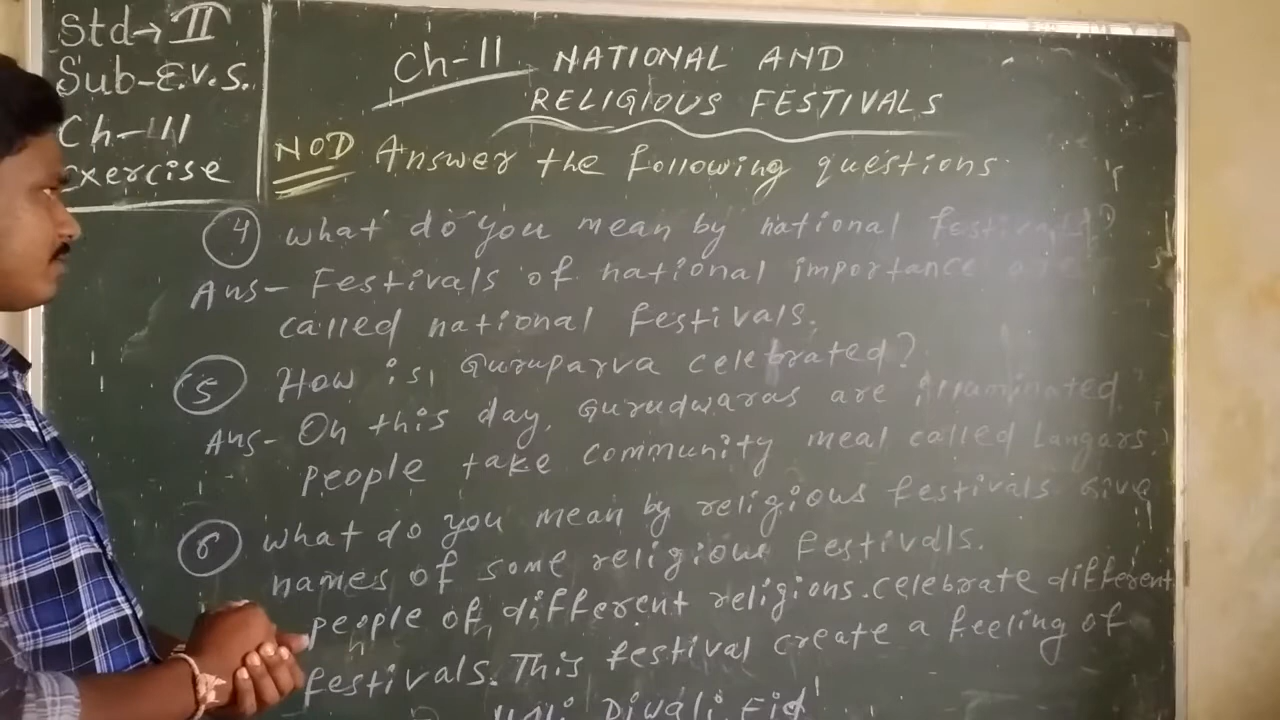 Std→II
Sub-E.V.S.
Ch-11
Exercise
Ch-11 NATIONAL AND
RELIGIOUS FESTIVALS
NOD Answer the following questions
4 What do you mean by national festivals?
Ans- Festivals of national importance are
called national festivals.
5 How is Guruparva celebrated?
Ans- On this day, Gurudwaras are illuminated.
people take community meal called Langars.
6 What do you mean by religious festivals. Give
names of some religious festivals.
people of different religions celebrate different
festivals. This festival create a feeling of
Holi, Diwali, Eid